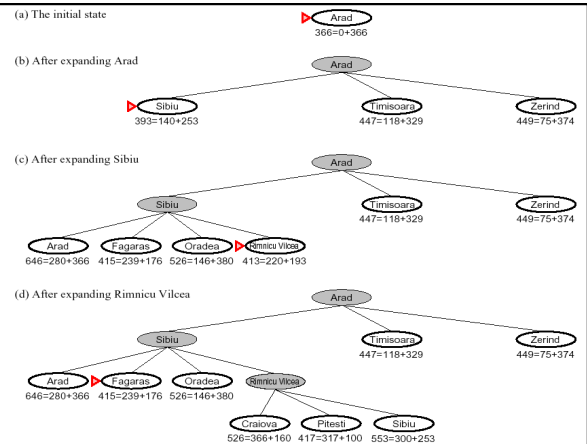 (a) The initial state
Arad
366=0+366
(b) After expanding Arad
Arad
Sibiu
Timisoara
Zerind
393=140+253
447=118+329
449=75+374
(c) After expanding Sibiu
Arad
Sibiu
Timisoara
Zerind
447=118+329
449=75+374
Arad
Fagaras
Oradea
Rimnicu Vilcea
646=280+366
415=239+176
526=146+380
413=220+193
(d) After expanding Rimnicu Vilcea
Arad
Sibiu
Timisoara
Zerind
447=118+329
449=75+374
Arad
Fagaras
Oradea
Rimnicu Vilcea
646=280+366
415=239+176
526=146+380
Craiova
Pitesti
Sibiu
526=366+160
417=317+100
553=300+253